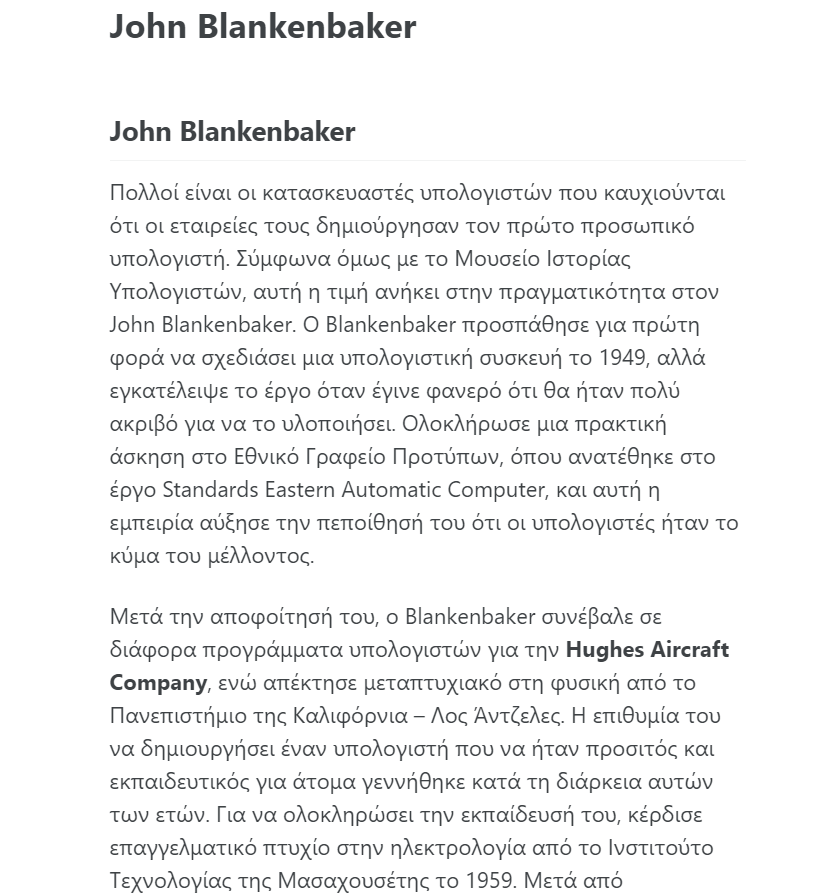 John Blankenbaker
John Blankenbaker
Πολλοί είναι οι κατασκευαστές υπολογιστών που καυχιούνται
ότι οι εταιρείες τους δημιούργησαν τον πρώτο προσωπικό
υπολογιστή. Σύμφωνα όμως με το Μουσείο Ιστορίας
Υπολογιστών, αυτή η τιμή ανήκει στην πραγματικότητα στον
John Blankenbaker. Ο Blankenbaker προσπάθησε για πρώτη
φορά να σχεδιάσει μια υπολογιστική συσκευή το 1949, αλλά
εγκατέλειψε το έργο όταν έγινε φανερό ότι θα ήταν πολύ
ακριβό για να το υλοποιήσει. Ολοκλήρωσε μια πρακτική
άσκηση στο Εθνικό Γραφείο Προτύπων, όπου ανατέθηκε στο
έργο Standards Eastern Automatic Computer, και αυτή η
εμπειρία αύξησε την πεποίθησή του ότι οι υπολογιστές ήταν το
κύμα του μέλλοντος.
Μετά την αποφοίτησή του, ο Blankenbaker συνέβαλε σε
διάφορα προγράμματα υπολογιστών για την Hughes Aircraft
Company, ενώ απέκτησε μεταπτυχιακό στη φυσική από το
Πανεπιστήμιο της Καλιφόρνια – Λος Άντζελες. Η επιθυμία του
να δημιουργήσει έναν υπολογιστή που να ήταν προσιτός και
εκπαιδευτικός για άτομα γεννήθηκε κατά τη διάρκεια αυτών
των ετών. Για να ολοκληρώσει την εκπαίδευσή του, κέρδισε
επαγγελματικό πτυχίο στην ηλεκτρολογία από το Ινστιτούτο
Τεχνολογίας της Μασαχουσέτης το 1959. Μετά από